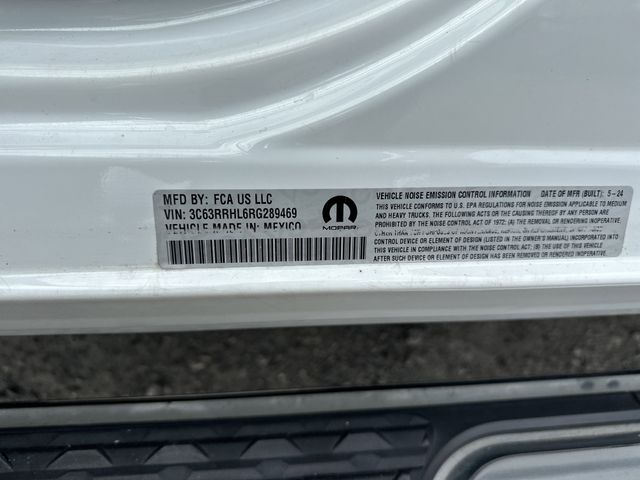 MFD BY: FCA US LLC
VIN: 3C63RRHL6RG289469
VEHICLE MADE IN: MEXICO
MOPAR
VEHICLE NOISE EMISSION CONTROL INFORMATION DATE OF MFR (BUILT): 5-24
THIS VEHICLE CONFORMS TO U.S. EPA REGULATIONS FOR NOISE EMISSION APPLICABLE TO MEDIUM
AND HEAVY TRUCKS. THE FOLLOWING ACTS OR THE CAUSING THEREOF BY ANY PERSON ARE
PROHIBITED BY THE NOISE CONTROL ACT OF 1972: (A) THE REMOVAL OR RENDERING
OTHER THAN FOR
OR ELEMENT OF DESIGN (LISTED IN THE OWNER'S MANUAL) INCORPORATED INTO
THIS VEHICLE IN COMPLIANCE WITH THE NOISE CONTROL ACT; (B) THE USE OF THIS VEHICLE
AFTER SUCH DEVICE OR ELEMENT OF DESIGN HAS BEEN REMOVED OR RENDERED INOPERATIVE.